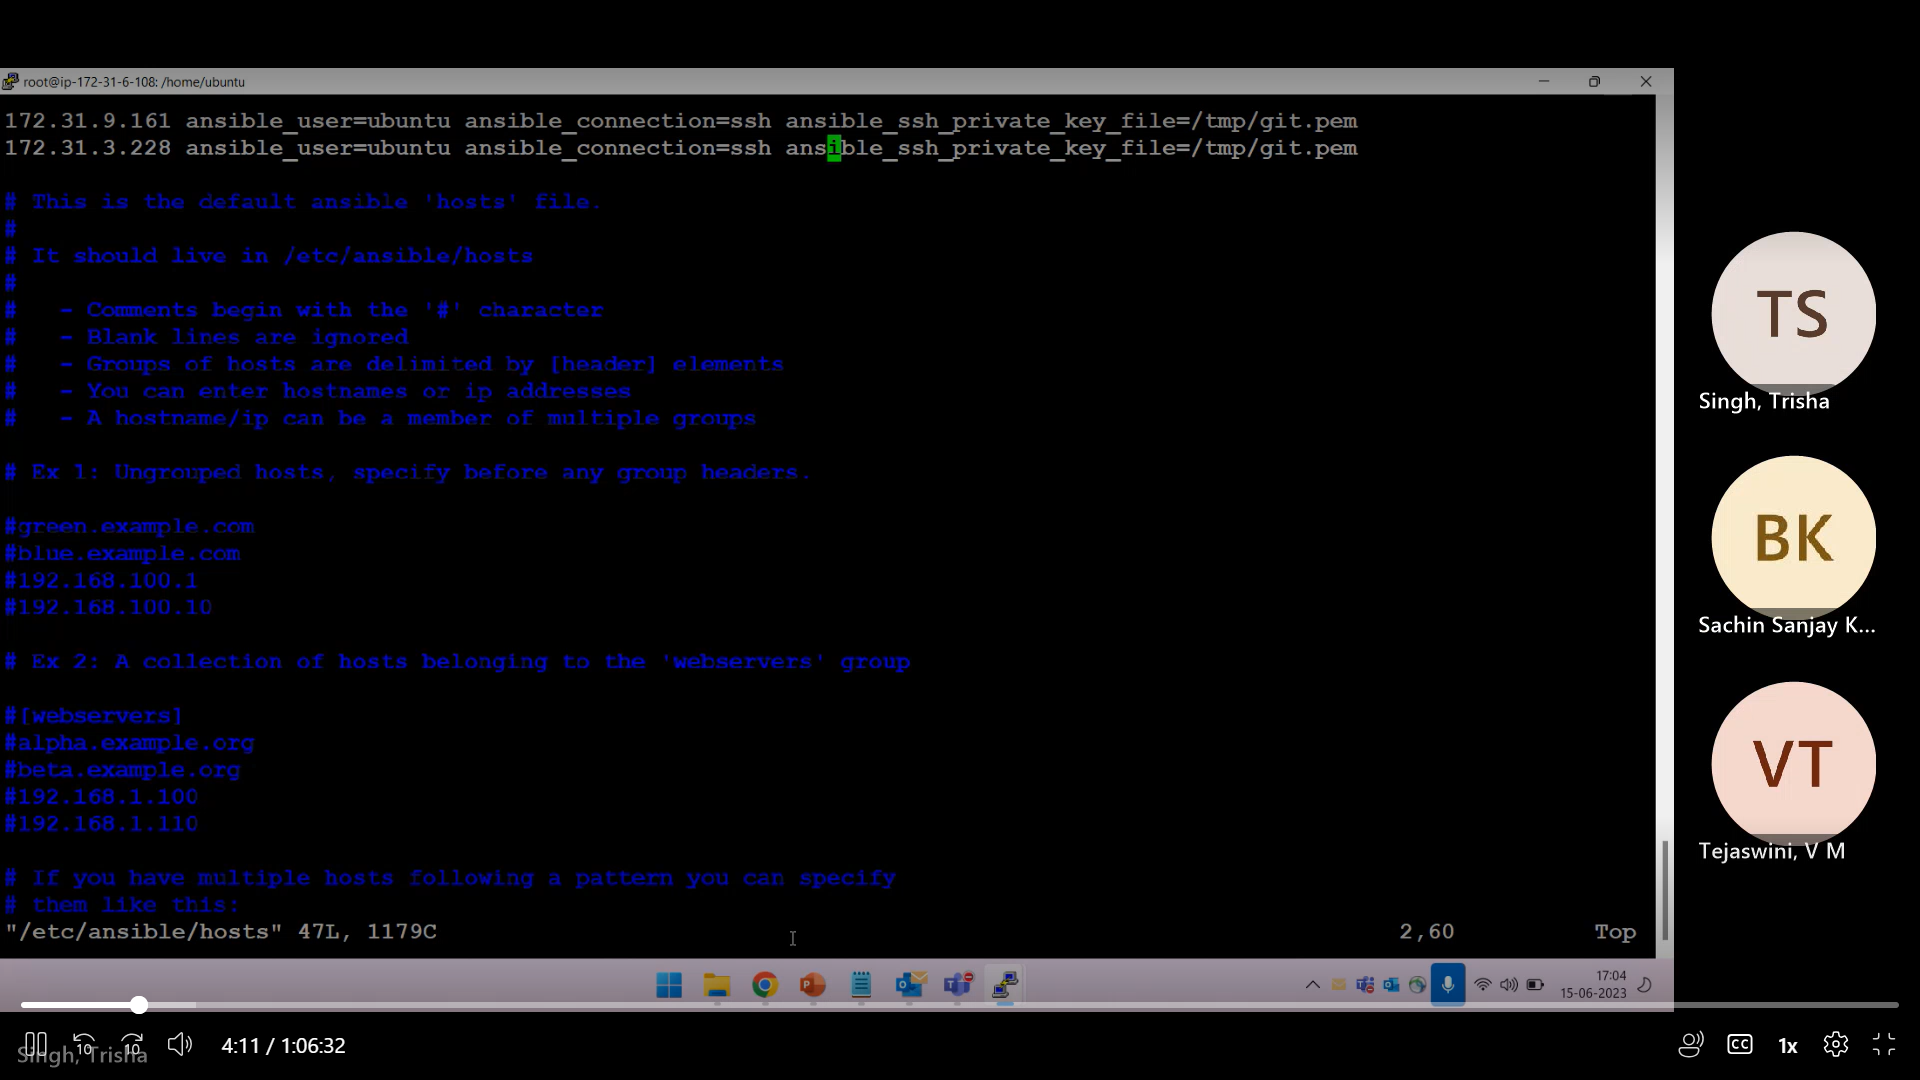 root@ip-172-31-6-108: /home/ubuntu
172.31.9.161 ansible_user=ubuntu ansible_connection=ssh ansible_ssh_private_key_file=/tmp/git.pem
172.31.3.228 ansible_user=ubuntu ansible_connection=ssh ansible_ssh_private_key_file=/tmp/git.pem
# This is the default ansible 'hosts' file.
#
# It should live in /etc/ansible/hosts
#
#   - Comments begin with the '#' character
#   - Blank lines are ignored
#   - Groups of hosts are delimited by [header] elements
#   - You can enter hostnames or ip addresses
#   - A hostname/ip can be a member of multiple groups
# Ex 1: Ungrouped hosts, specify before any group headers.
#green.example.com
#blue.example.com
#192.168.100.1
#192.168.100.10
# Ex 2: A collection of hosts belonging to the 'webservers' group
#[webservers]
#alpha.example.org
#beta.example.org
#192.168.1.100
#192.168.1.110
# If you have multiple hosts following a pattern you can specify
# them like this:
"/etc/ansible/hosts" 47L, 1179C 2,60 Top
17:04
15-06-2023
TS
Singh, Trisha
BK
Sachin Sanjay K...
VT
Tejaswini, V M
Singh, Trisha
10
10
4:11 / 1:06:32
CC
1x